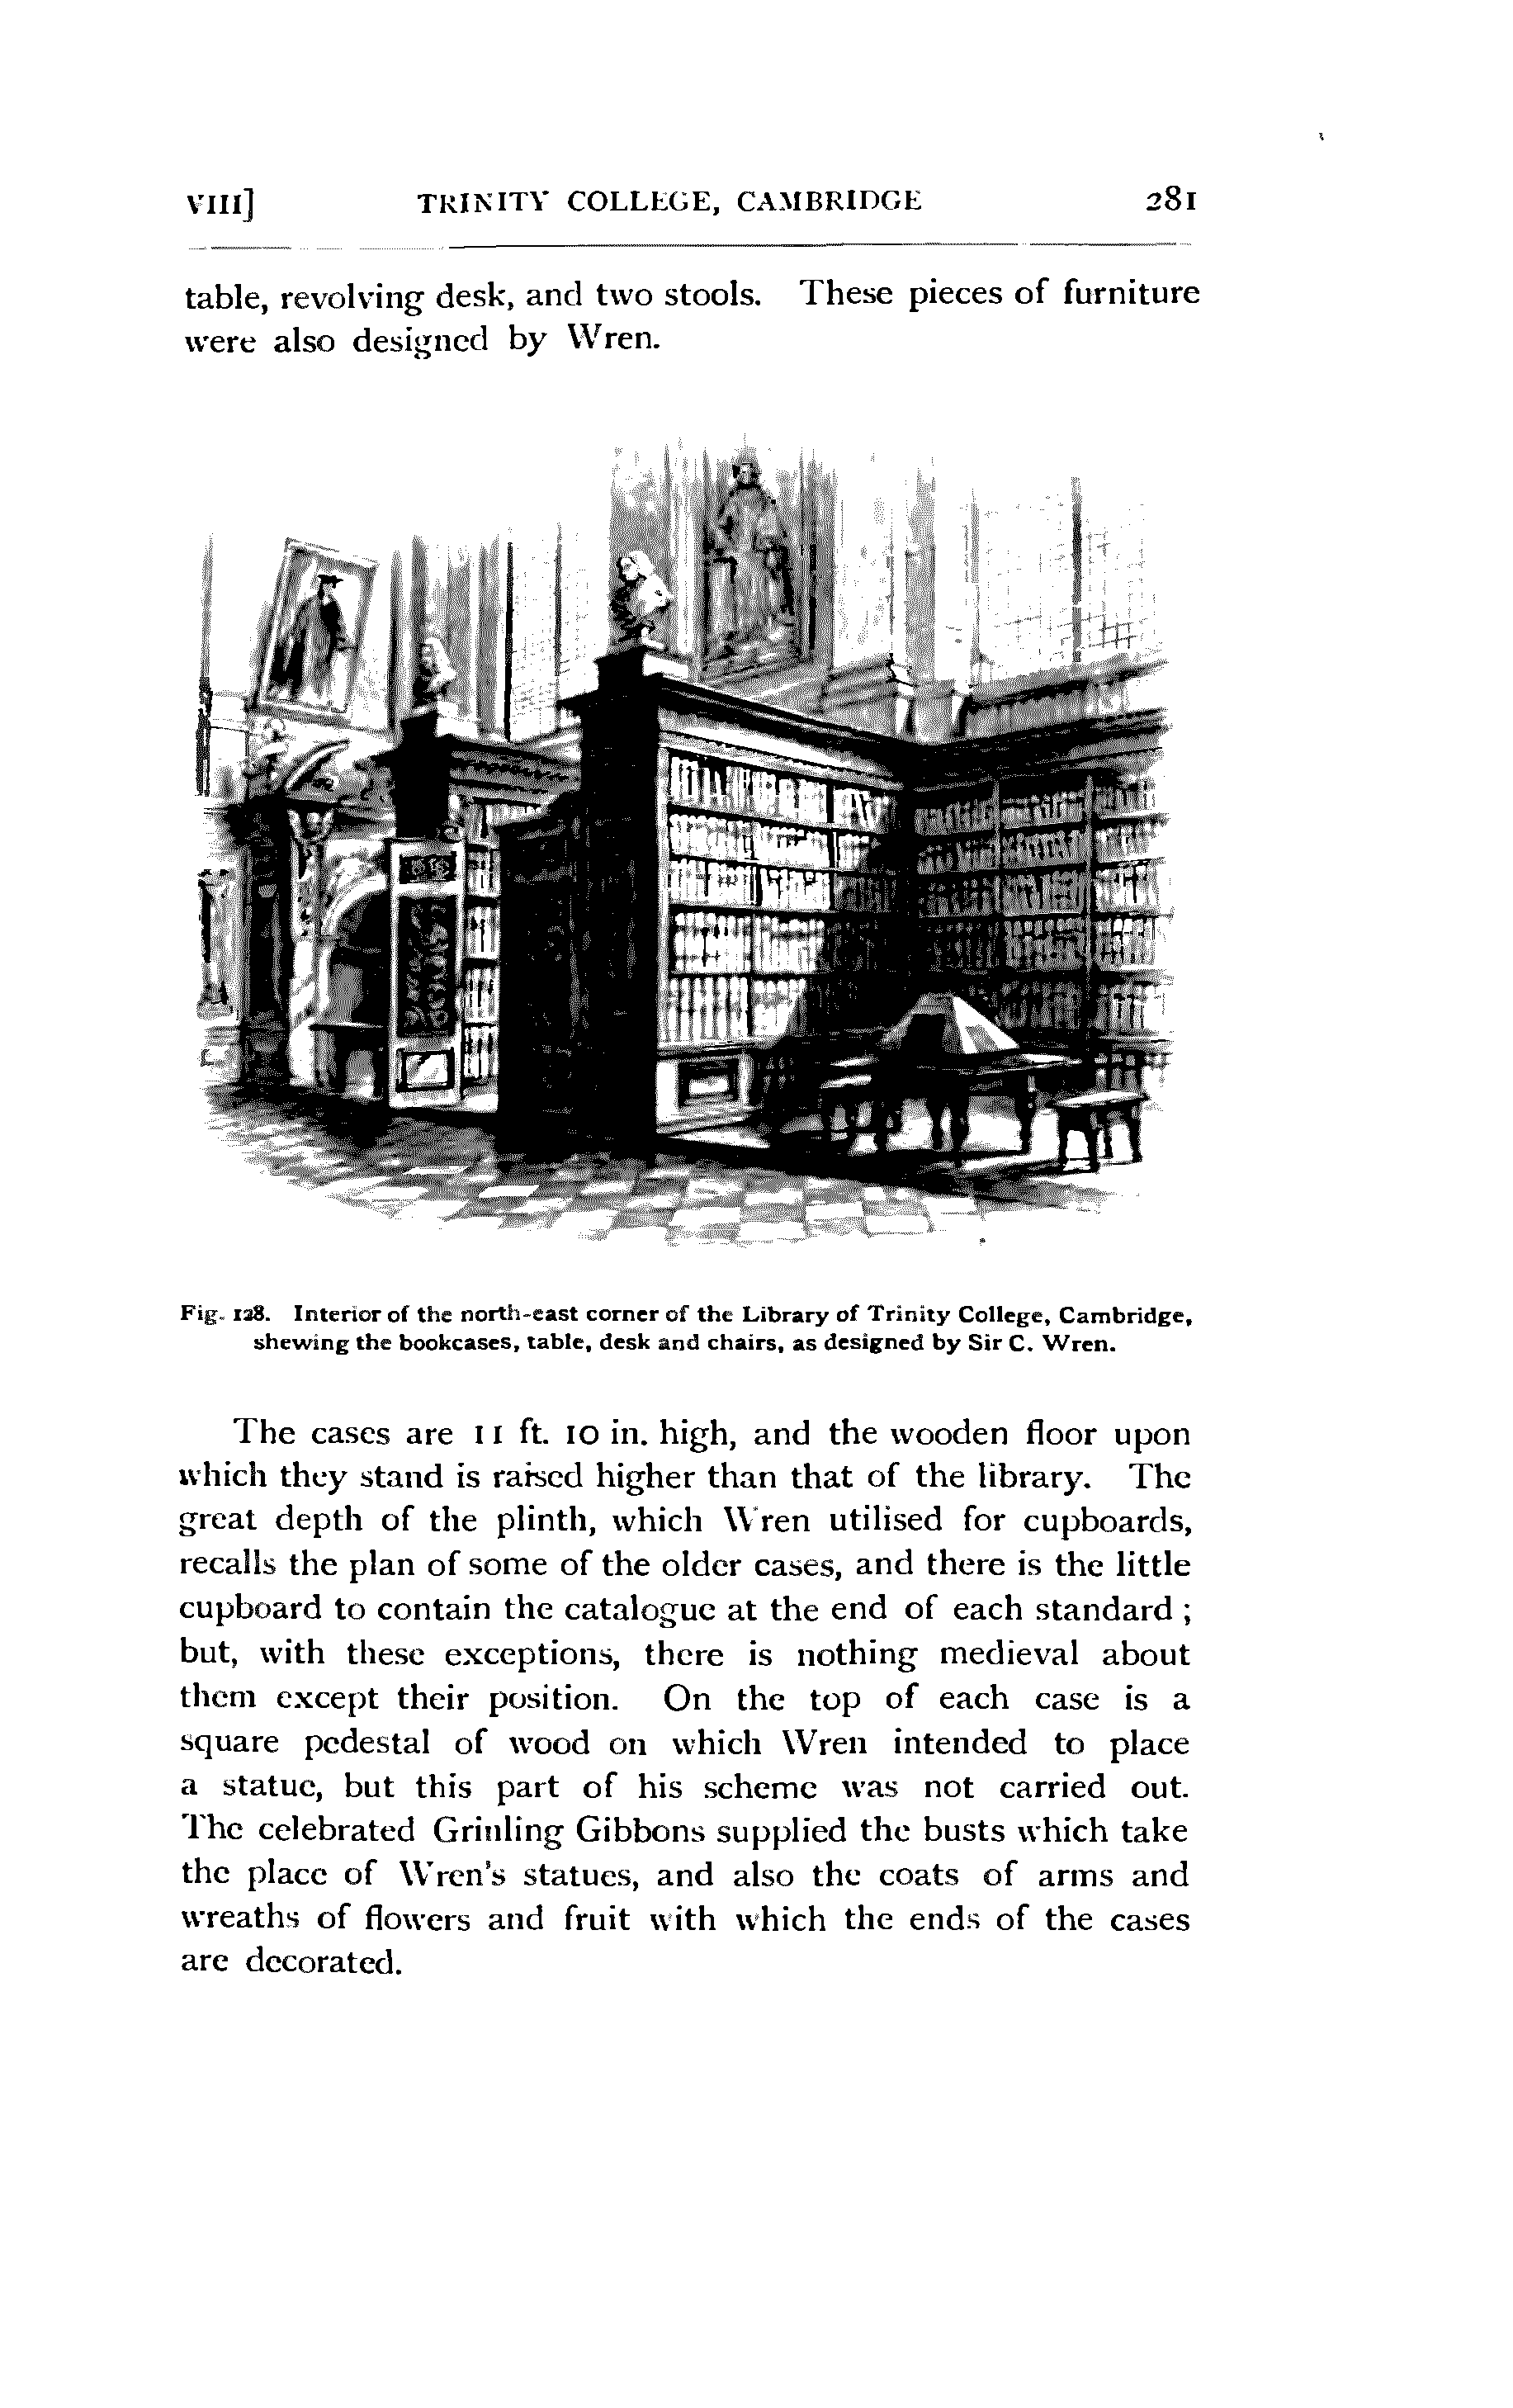 VIII] TRINITY COLLEGE, CAMBRIDGE 281
table, revolving desk, and two stools. These pieces of furniture
were also designed by Wren.
Fig. 128. Interior of the north-east corner of the Library of Trinity College, Cambridge,
shewing the bookcases, table, desk and chairs, as designed by Sir C. Wren.
The cases are 11 ft. 10 in. high, and the wooden floor upon
which they stand is raised higher than that of the library. The
great depth of the plinth, which Wren utilised for cupboards,
recalls the plan of some of the older cases, and there is the little
cupboard to contain the catalogue at the end of each standard ;
but, with these exceptions, there is nothing medieval about
them except their position. On the top of each case is a
square pedestal of wood on which Wren intended to place
a statue, but this part of his scheme was not carried out.
The celebrated Grinling Gibbons supplied the busts which take
the place of Wren's statues, and also the coats of arms and
wreaths of flowers and fruit with which the ends of the cases
are decorated.